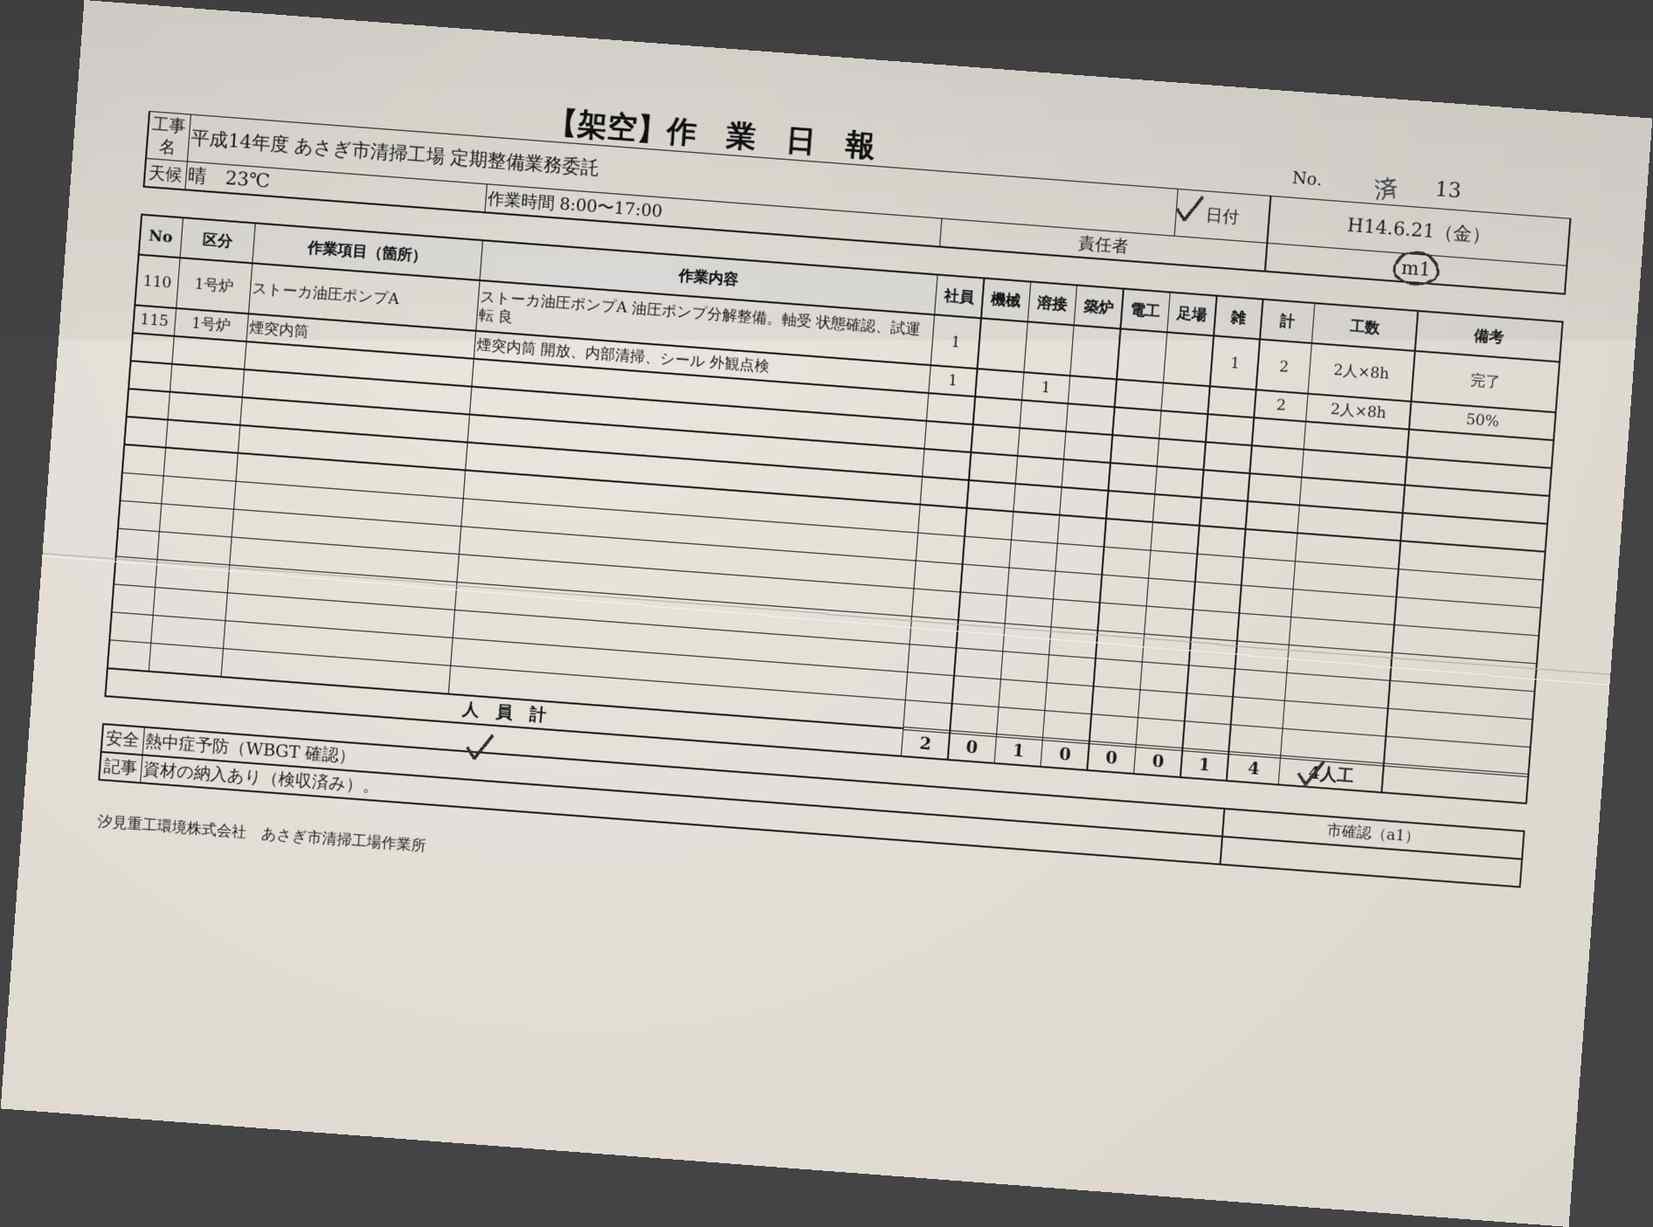 【架空】作 業 日 報
No. 済 13
工事名 平成14年度 あさぎ市清掃工場 定期整備業務委託 日付 H14.6.21（金）
天候 晴 23℃ 作業時間 8:00〜17:00 責任者 m1
No 区分 作業項目（箇所） 作業内容 社員 機械 溶接 築炉 電工 足場 雑 計 工数 備考
110 1号炉 ストーカ油圧ポンプA ストーカ油圧ポンプA 油圧ポンプ分解整備。軸受 状態確認、試運転 良 1 1 2 2人×8h 完了
115 1号炉 煙突内筒 煙突内筒 開放、内部清掃、シール 外観点検 1 1 2 2人×8h 50%
人 員 計 2 0 1 0 0 0 1 4 4人工
安全 熱中症予防（WBGT 確認） 市確認（a1）
記事 資材の納入あり（検収済み）。
汐見重工環境株式会社 あさぎ市清掃工場作業所